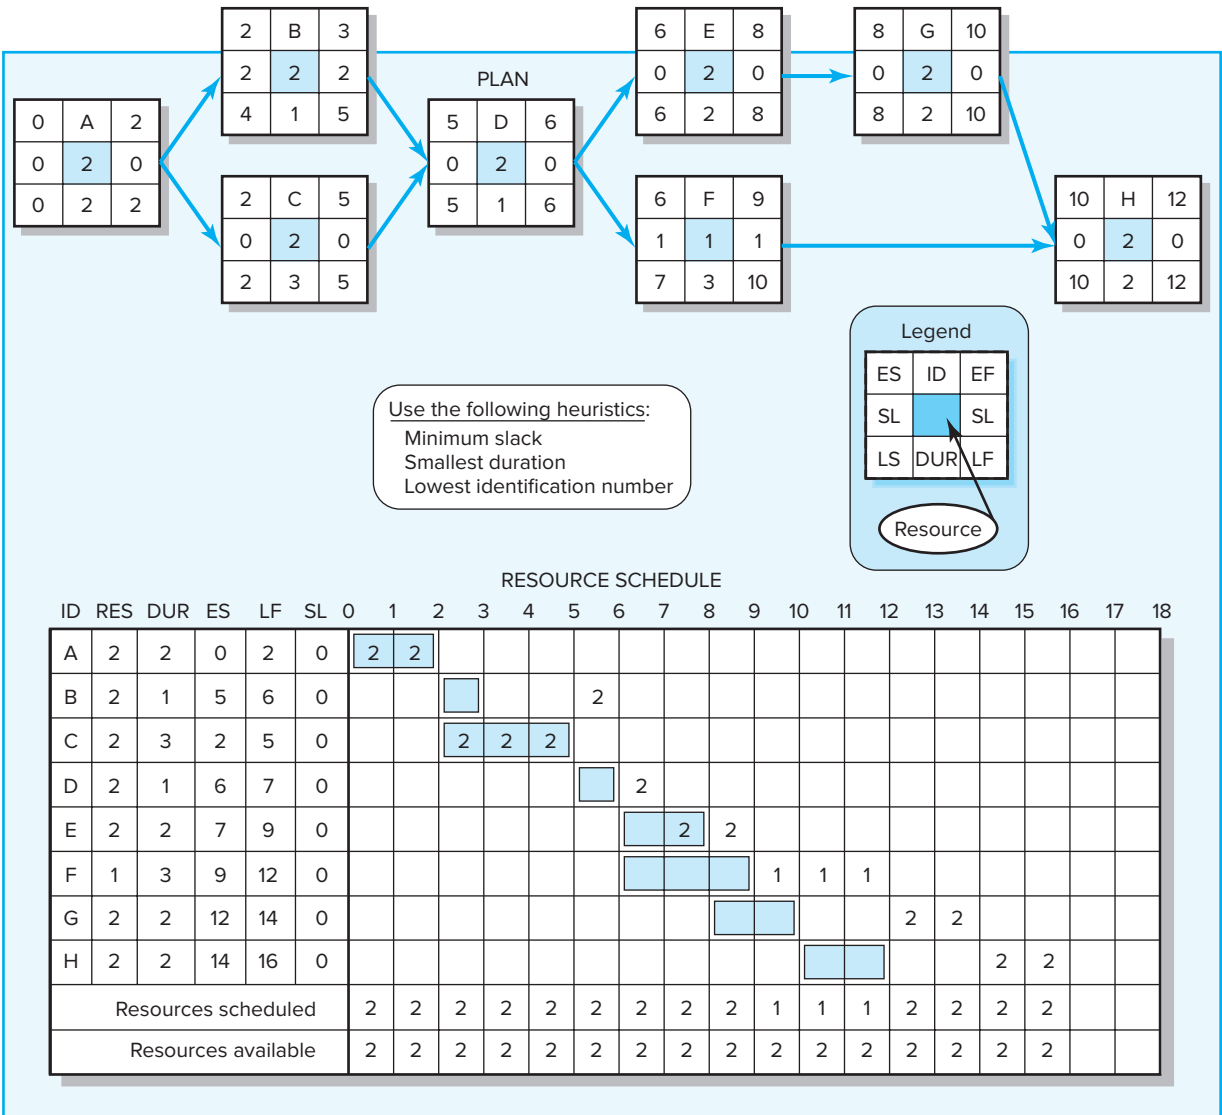 2 B 3
6 E 8
8 G 10
2 2 2
0 2 0
0 2 0
PLAN
4 1 5
6 2 8
8 2 10
0 A 2
5 D 6
0 2 0
0 2 0
0 2 2
5 1 6
2 C 5
6 F 9
10 H 12
0 2 0
1 1 1
0 2 0
2 3 5
7 3 10
10 2 12
Legend
ES ID EF
SL SL
LS DUR LF
Resource
Use the following heuristics:
Minimum slack
Smallest duration
Lowest identification number
RESOURCE SCHEDULE
ID RES DUR ES LF SL 0 1 2 3 4 5 6 7 8 9 10 11 12 13 14 15 16 17 18
A 2 2 0 2 0 2 2
B 2 1 5 6 0 2
C 2 3 2 5 0 2 2 2
D 2 1 6 7 0 2
E 2 2 7 9 0 2 2
F 1 3 9 12 0 1 1 1
G 2 2 12 14 0 2 2
H 2 2 14 16 0 2 2
Resources scheduled 2 2 2 2 2 2 2 2 2 1 1 1 2 2 2 2
Resources available 2 2 2 2 2 2 2 2 2 2 2 2 2 2 2 2